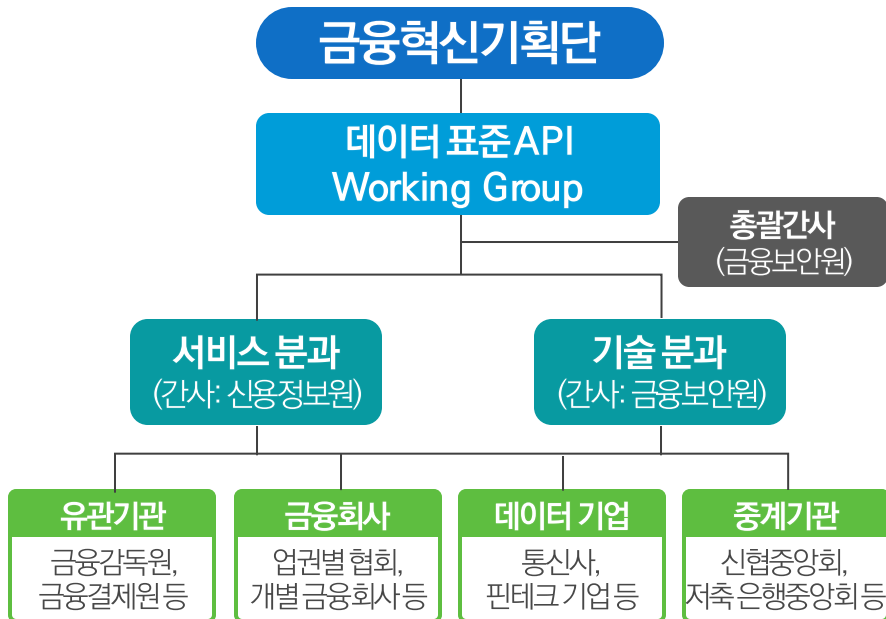 금융혁신기획단
데이터 표준 API
Working Group
총괄간사
(금융보안원)
서비스 분과
(간사: 신용정보원)
기술 분과
(간사: 금융보안원)
유관기관
금융감독원,
금융결제원 등
금융회사
업권별 협회,
개별 금융회사 등
데이터 기업
통신사,
핀테크 기업 등
중계기관
신협중앙회,
저축 은행중앙회 등